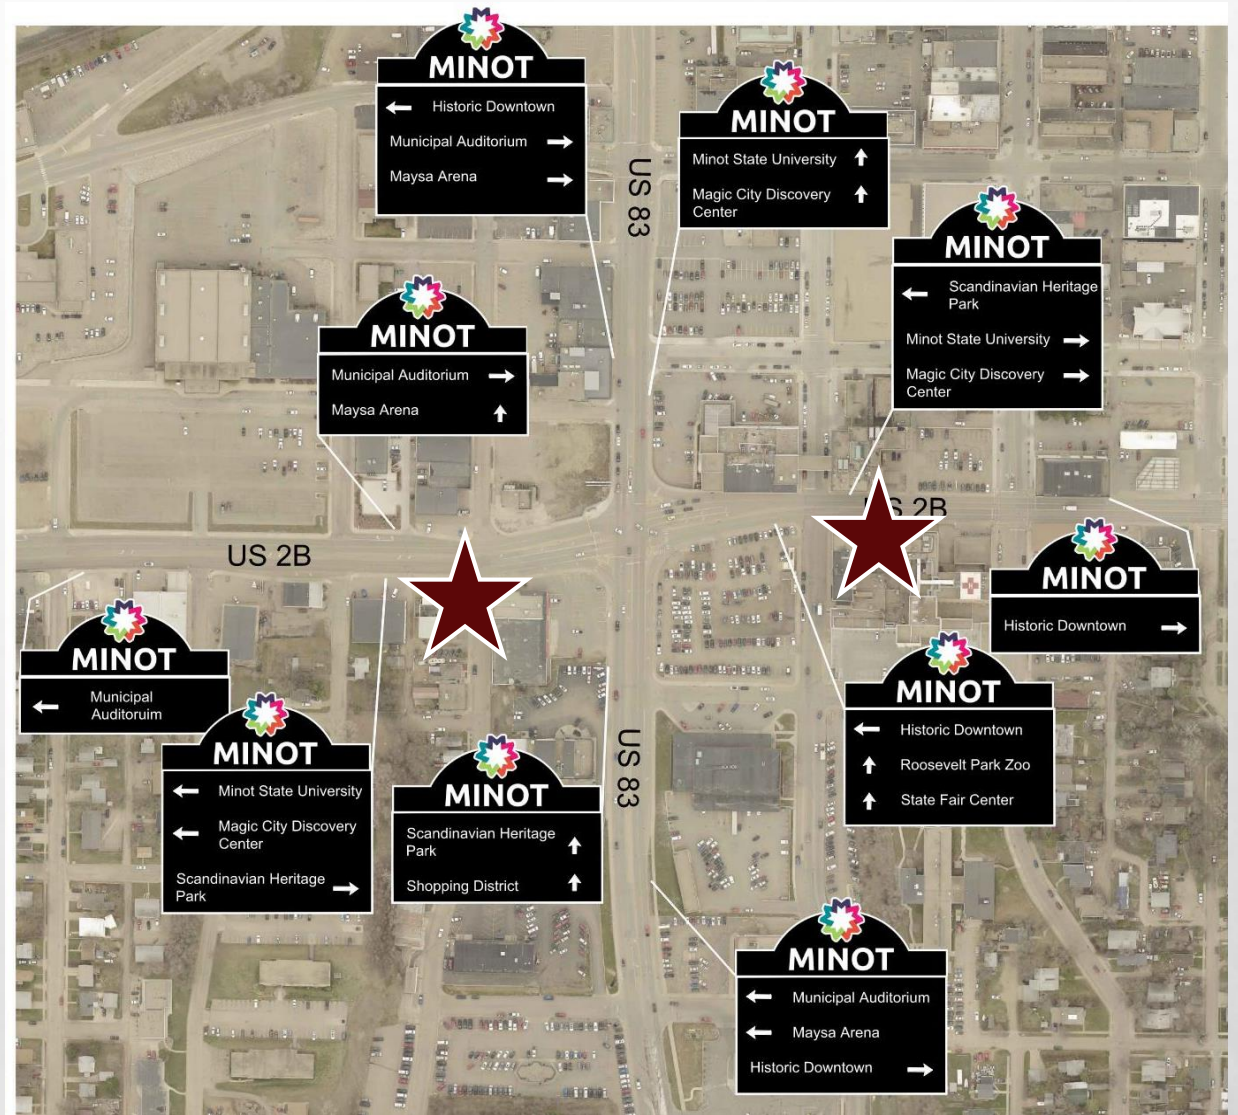 MINOT
Historic Downtown
Municipal Auditorium
Maysa Arena
US 83
MINOT
Minot State University
Magic City Discovery
Center
MINOT
Scandinavian Heritage
Park
Minot State University
Magic City Discovery
Center
MINOT
Municipal Auditorium
Maysa Arena
US 2B
US 2B
MINOT
Historic Downtown
MINOT
Municipal
Auditoruim
MINOT
Minot State University
Magic City Discovery
Center
Scandinavian Heritage
Park
MINOT
Scandinavian Heritage
Park
Shopping District
US 83
MINOT
Historic Downtown
Roosevelt Park Zoo
State Fair Center
MINOT
Municipal Auditorium
Maysa Arena
Historic Downtown